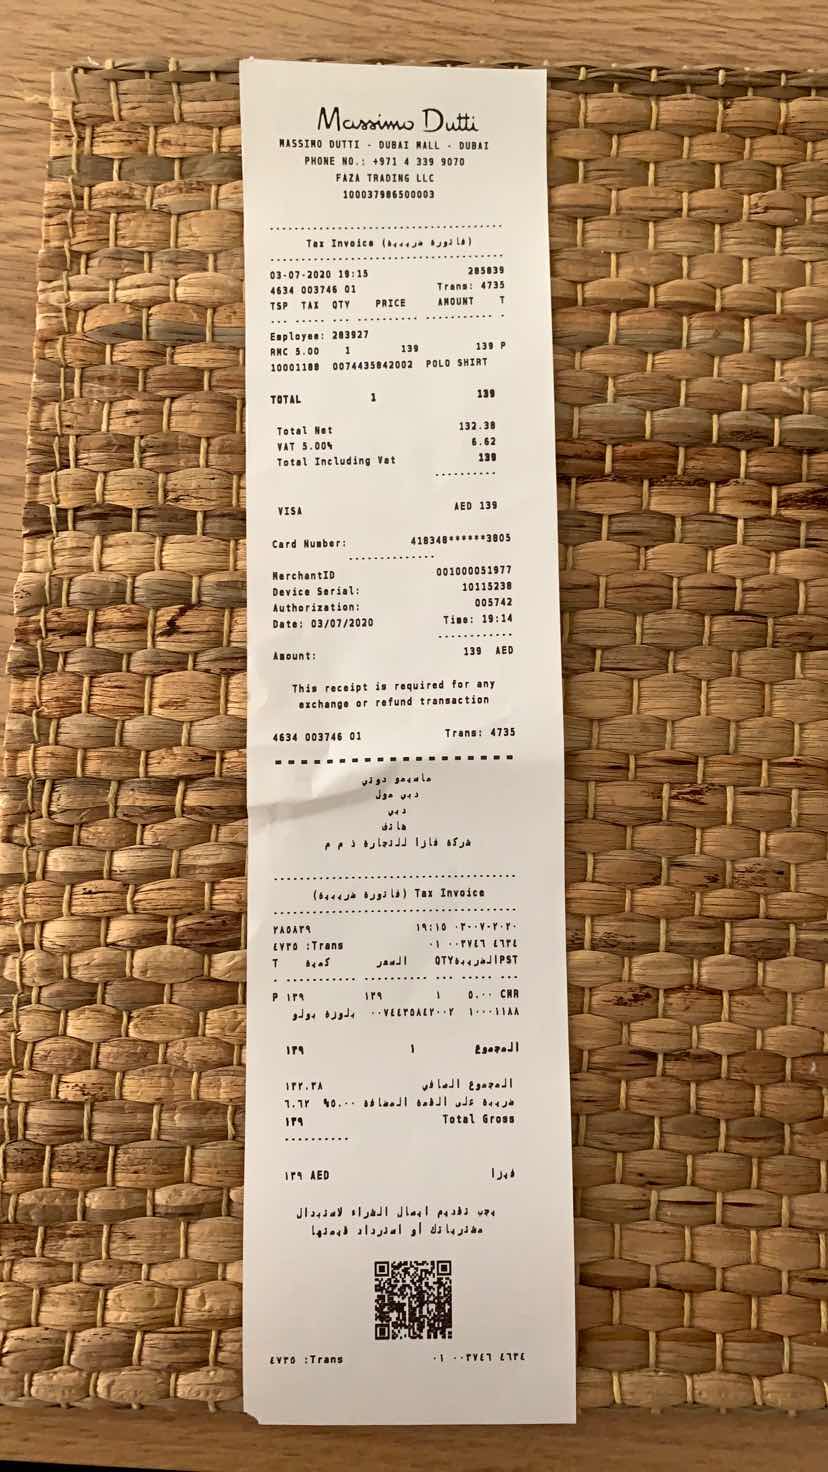 Massimo Dutti
MASSIMO DUTTI - DUBAI MALL - DUBAI
PHONE NO.: +971 4 339 9070
FAZA TRADING LLC
100037986500003
Tax Invoice (فاتورة ضريبية)
03-07-2020 19:15 285839
4634 003746 01 Trans: 4735
TSP TAX QTY PRICE AMOUNT T
Employee: 283927
RMC 5.00 1 139 139 P
10001188 0074435842002 POLO SHIRT
TOTAL 1 139
Total Net 132.38
VAT 5.00% 6.62
Total Including Vat 139
VISA AED 139
Card Number: 418348******3805
MerchantID 001000051977
Device Serial: 10115238
Authorization: 005742
Date: 03/07/2020 Time: 19:14
Amount: 139 AED
This receipt is required for any
exchange or refund transaction
4634 003746 01 Trans: 4735
ماسيمو دوتي
دبي مول
دبي
هاتف
شركة فازا للتجارة ذ م م
(فاتورة ضريبية) Tax Invoice
٢٨٥٨٣٩ ١٩:١٥ ٠٣-٠٧-٢٠٢٠
٤٧٣٥ :Trans ٠١ ٠٠٣٧٤٦ ٤٦٣٤
T كمية السعر QTYالضريبةPST
P ١٣٩ ١٣٩ ١ ٥.٠٠ CMR
بلوزة بولو ٠٠٧٤٤٣٥٨٤٢٠٠٢ ١٠٠٠١١٨٨
١٣٩ ١ المجموع
١٣٢.٣٨ المجموع الصافي
٦.٦٢ %٥.٠٠ ضريبة على القمة المضافة
١٣٩ Total Gross
١٣٩ AED فيزا
يجب تقديم ايصال الشراء لاستبدال
مشترياتك أو استرداد قيمتها
٤٧٣٥ :Trans ٠١ ٠٠٣٧٤٦ ٤٦٣٤